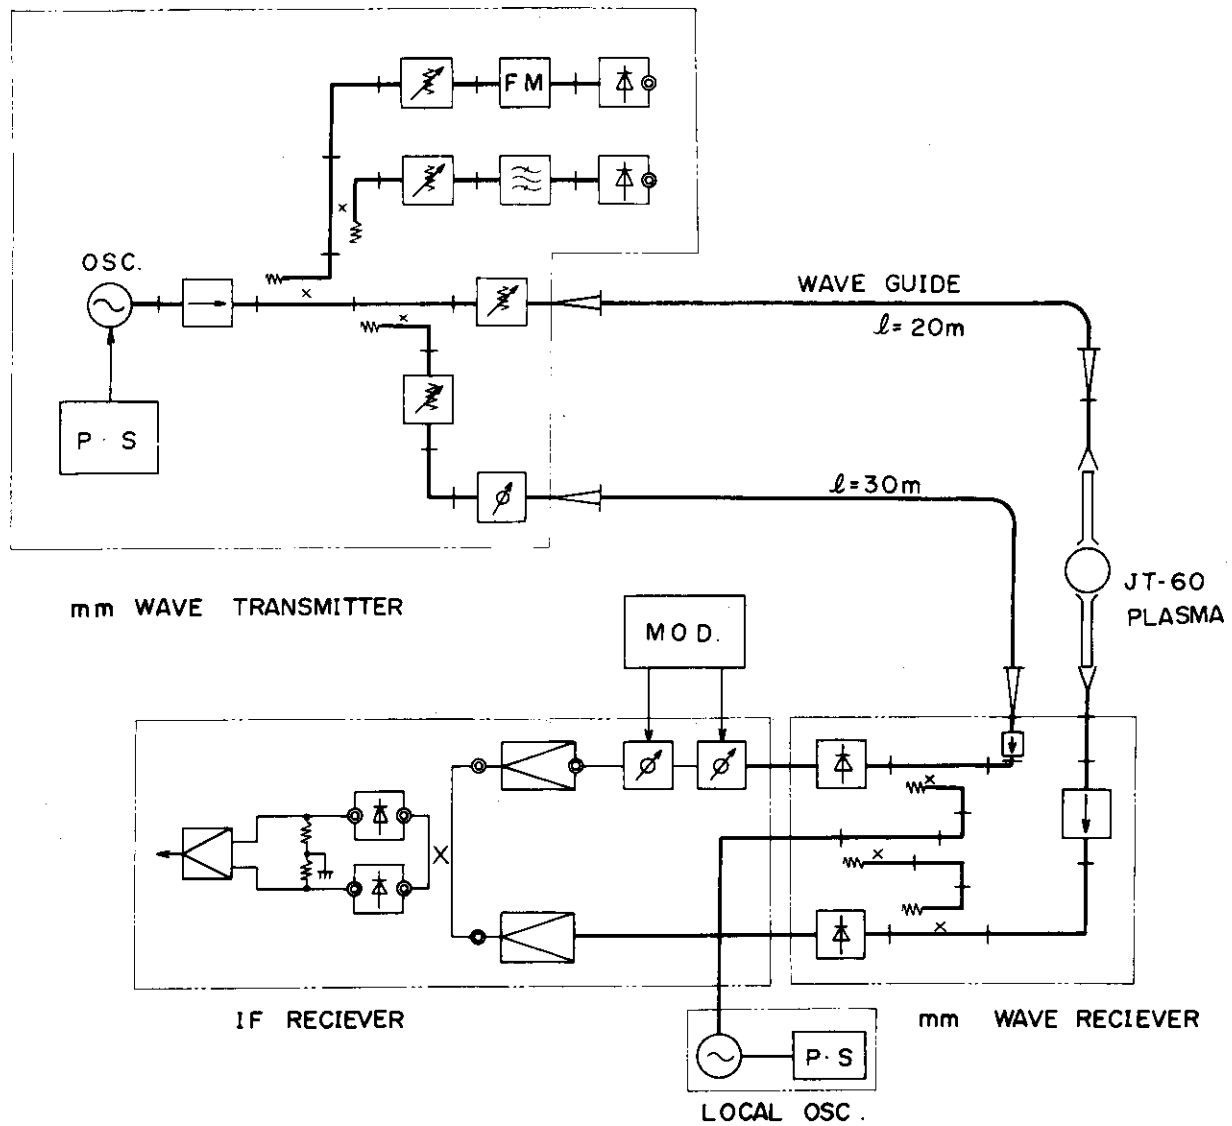 FM
OSC.
WAVE GUIDE
l=20m
P·S
l=30m
JT-60
PLASMA
mm WAVE TRANSMITTER
MOD.
IF RECIEVER
mm WAVE RECIEVER
P·S
LOCAL OSC.